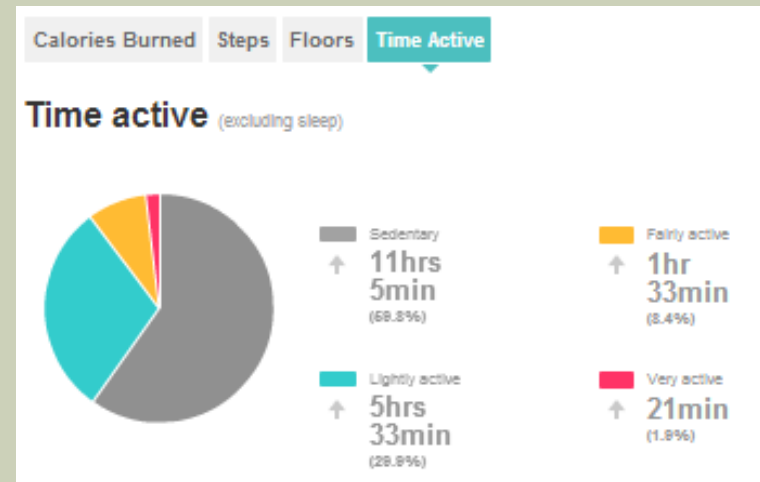 Calories Burned Steps Floors Time Active
Time active (excluding sleep)
Sedentary
11hrs
5min
(59.8%)
Fairly active
1hr
33min
(8.4%)
Lightly active
5hrs
33min
(29.9%)
Very active
21min
(1.9%)